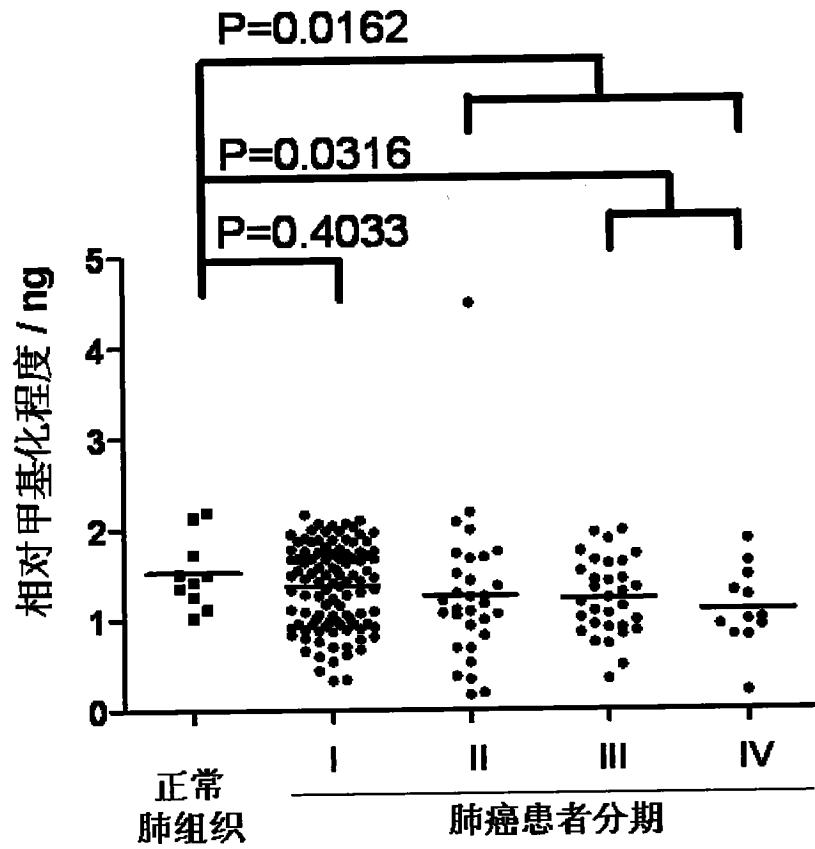 P=0.0162
P=0.0316
P=0.4033
相对甲基化程度 / ng
5
4
3
2
1
0
I
II
III
IV
正常
肺组织
肺癌患者分期